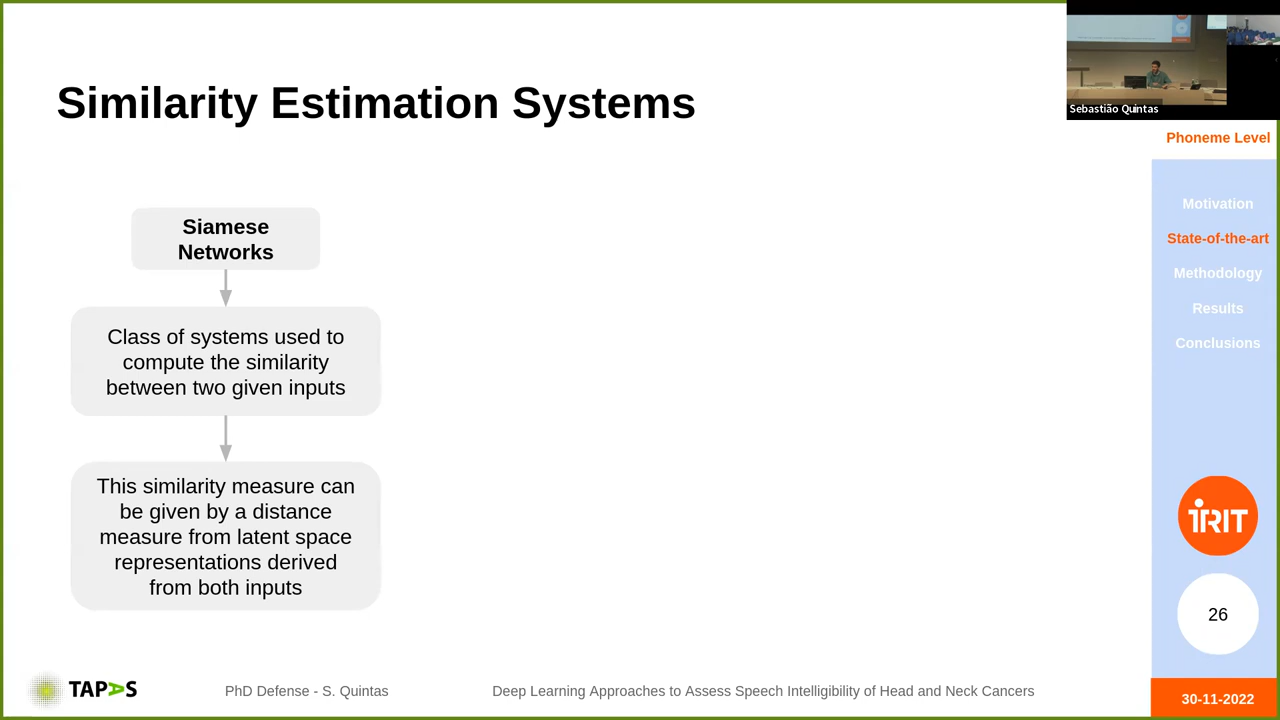 Similarity Estimation Systems
Sebastião Quintas
Phoneme Level
Motivation
State-of-the-art
Methodology
Results
Conclusions
Siamese
Networks
Class of systems used to
compute the similarity
between two given inputs
This similarity measure can
be given by a distance
measure from latent space
representations derived
from both inputs
iRIT
26
TAPAS
PhD Defense - S. Quintas
Deep Learning Approaches to Assess Speech Intelligibility of Head and Neck Cancers
30-11-2022